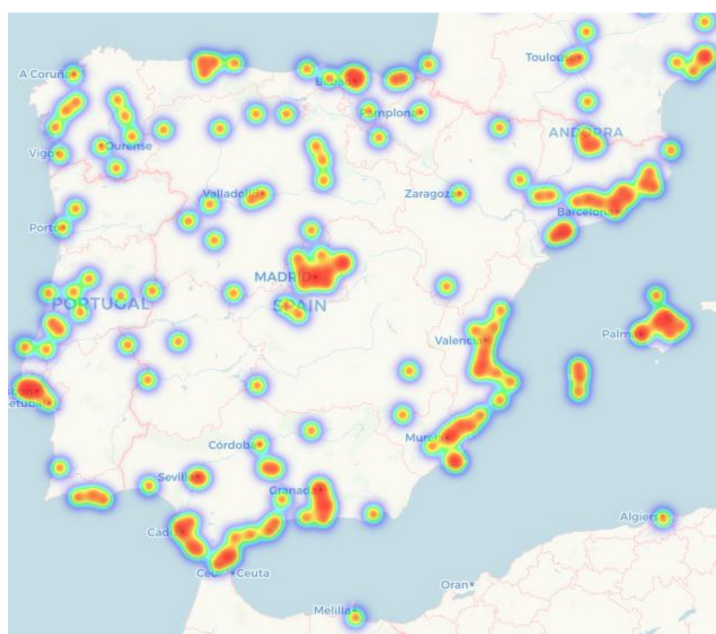 Toulouse
A Coruña
Bilbao
Pamplona
ANDORRA
Vigo
Ourense
Valladolid
Zaragoza
Barcelona
Porto
MADRID
PORTUGAL
SPAIN
Valencia
Palma
Murcia
Córdoba
Sevilla
Granada
Cádiz
Algiers
Ceuta
Oran
Melilla